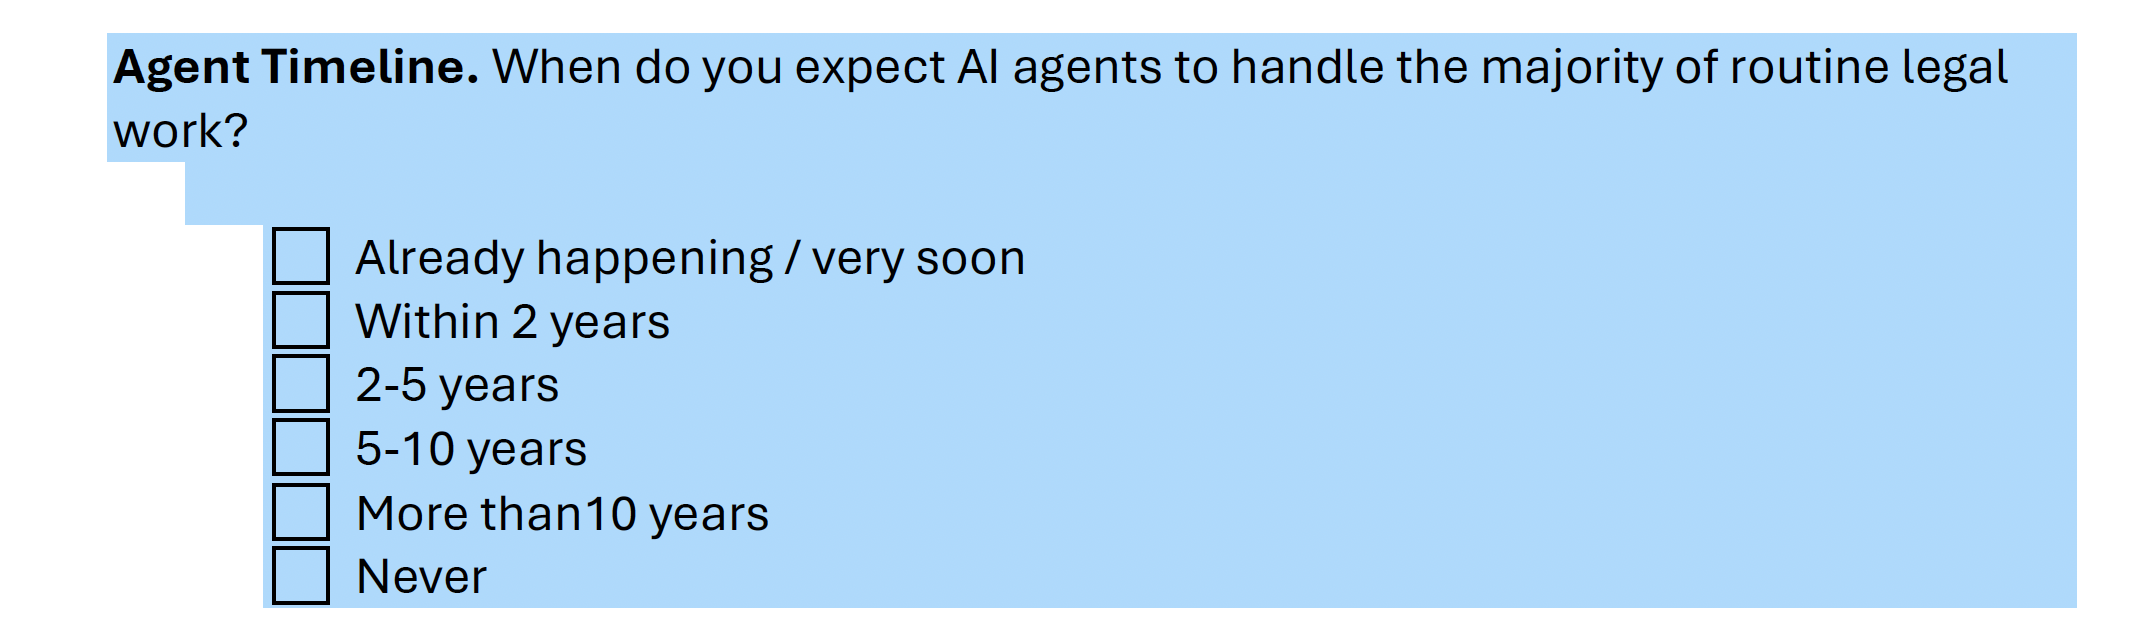 Agent Timeline. When do you expect AI agents to handle the majority of routine legal
work?
Already happening / very soon
Within 2 years
2-5 years
5-10 years
More than10 years
Never